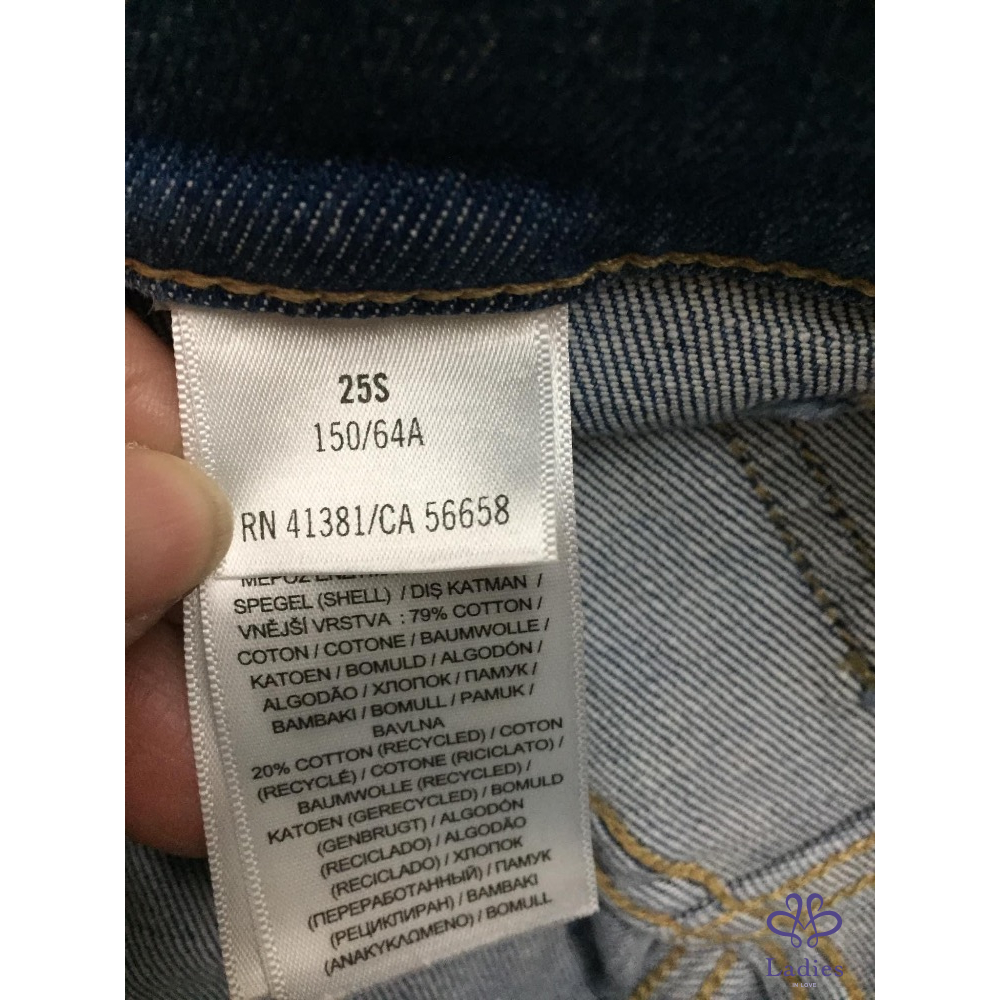 25S
150/64A
RN 41381/CA 56658
SPEGEL (SHELL) / DIŞ KATMAN /
VNĚJŠÍ VRSTVA : 79% COTTON /
COTON / COTONE / BAUMWOLLE /
KATOEN / BOMULD / ALGODÓN /
ALGODÃO / ХЛОПОК / ПАМУК /
BAMBAKI / BOMULL / PAMUK /
BAVLNA
20% COTTON (RECYCLED) / COTON
(RECYCLÉ) / COTONE (RICICLATO) /
BAUMWOLLE (RECYCLED) /
KATOEN (GERECYCLED) / BOMULD
(GENBRUGT) / ALGODÓN
(RECICLADO) / ALGODÃO
(RECICLADO) / ХЛОПОК
(ПЕРЕРАБОТАННЫЙ) / ПАМУК
(РЕЦИКЛИРАН) / BAMBAKI
(ΑΝΑΚΥΚΛΩΜΕΝΟ) / BOMULL
Ladies
IN LOVE